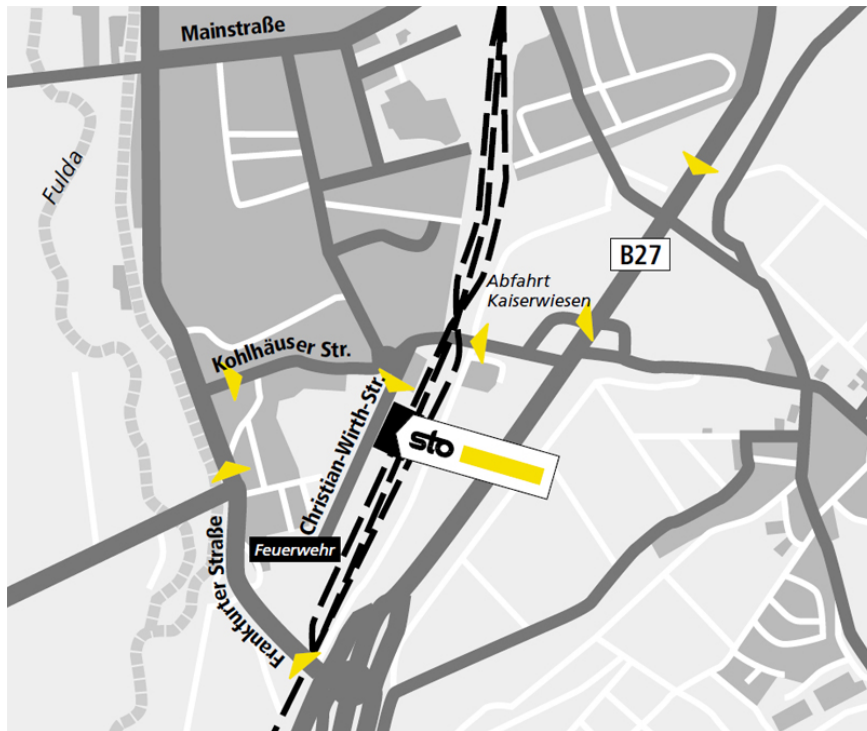 Mainstraße
Fulda
B27
Abfahrt
Kaiserwiesen
Kohlhäuser Str.
Christian-Wirth-Str.
sto
Feuerwehr
Frankfurter Straße